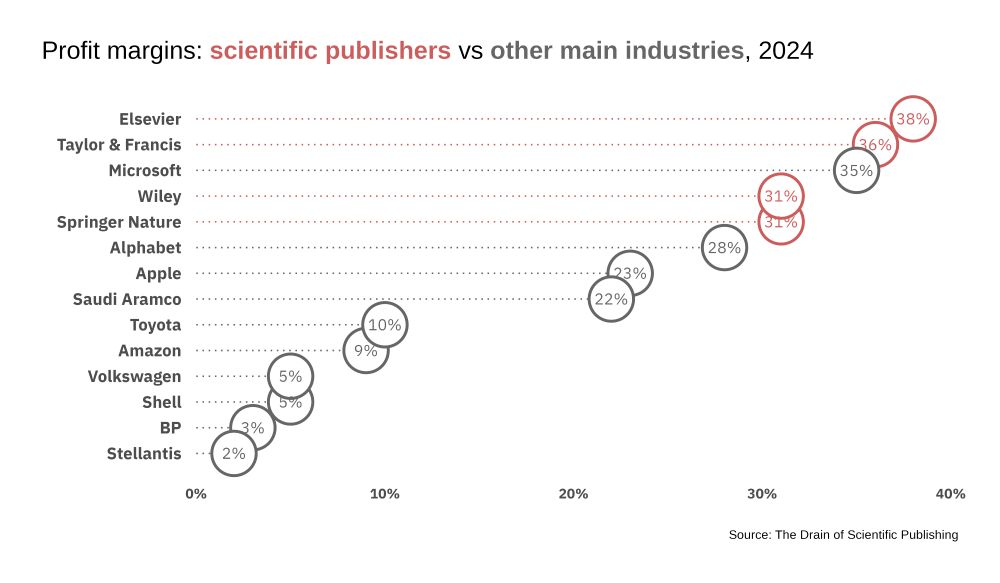 Profit margins: scientific publishers vs other main industries, 2024
Elsevier 38%
Taylor & Francis 36%
Microsoft 35%
Wiley 31%
Springer Nature 31%
Alphabet 28%
Apple 23%
Saudi Aramco 22%
Toyota 10%
Amazon 9%
Volkswagen 5%
Shell 5%
BP 3%
Stellantis 2%
0% 10% 20% 30% 40%
Source: The Drain of Scientific Publishing